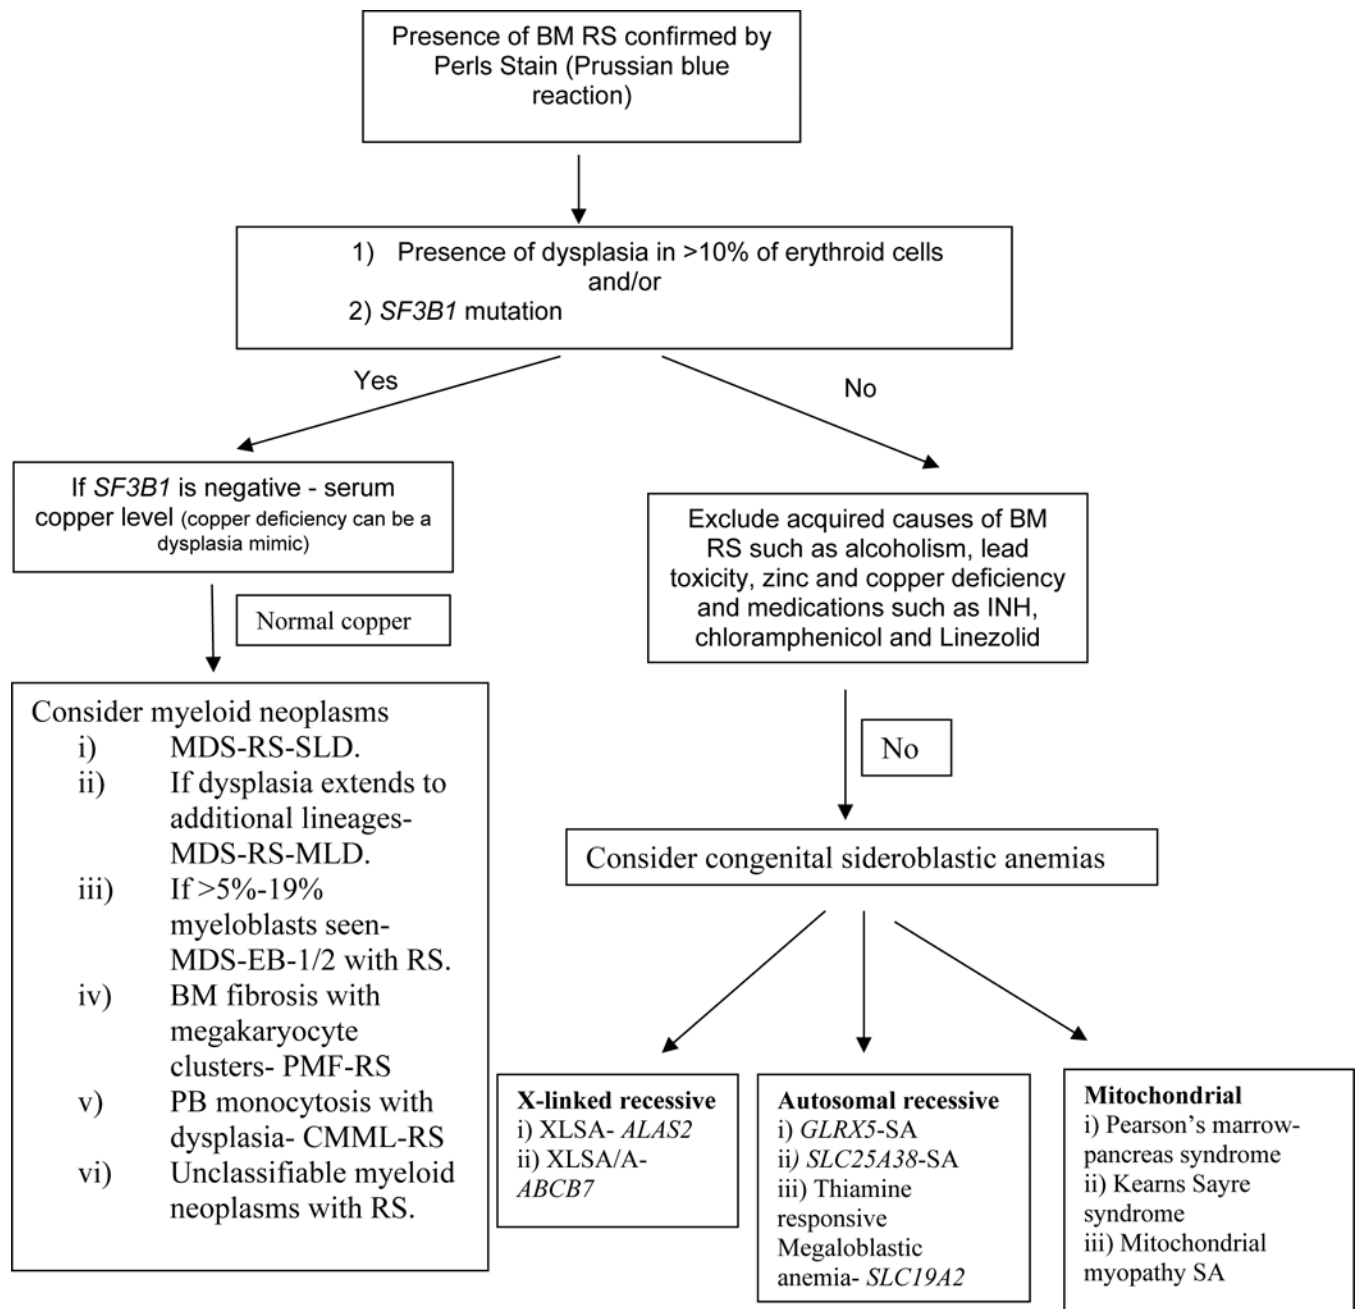 Presence of BM RS confirmed by
Perls Stain (Prussian blue
reaction)
1) Presence of dysplasia in >10% of erythroid cells
and/or
2) SF3B1 mutation
Yes
No
If SF3B1 is negative - serum
copper level (copper deficiency can be a
dysplasia mimic)
Exclude acquired causes of BM
RS such as alcoholism, lead
toxicity, zinc and copper deficiency
and medications such as INH,
chloramphenicol and Linezolid
Normal copper
Consider myeloid neoplasms
i) MDS-RS-SLD.
ii) If dysplasia extends to
additional lineages-
MDS-RS-MLD.
iii) If >5%-19%
myeloblasts seen-
MDS-EB-1/2 with RS.
iv) BM fibrosis with
megakaryocyte
clusters- PMF-RS
v) PB monocytosis with
dysplasia- CMML-RS
vi) Unclassifiable myeloid
neoplasms with RS.
No
Consider congenital sideroblastic anemias
X-linked recessive
i) XLSA- ALAS2
ii) XLSA/A-
ABCB7
Autosomal recessive
i) GLRX5-SA
ii) SLC25A38-SA
iii) Thiamine
responsive
Megaloblastic
anemia- SLC19A2
Mitochondrial
i) Pearson's marrow-
pancreas syndrome
ii) Kearns Sayre
syndrome
iii) Mitochondrial
myopathy SA